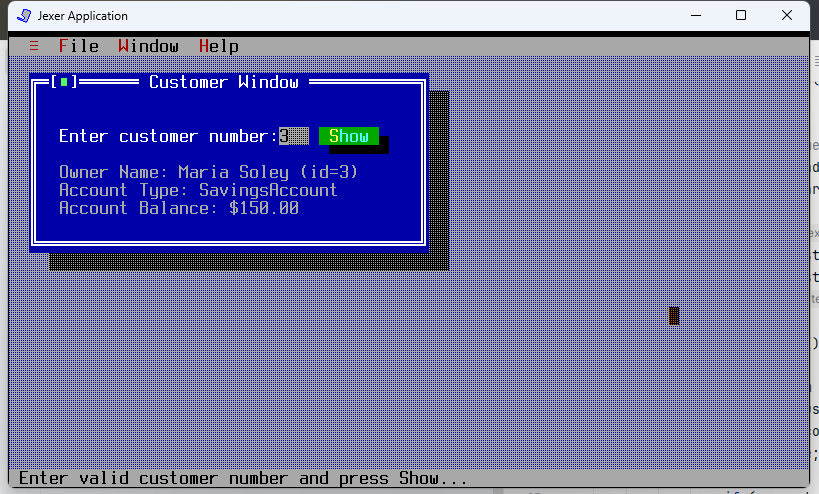 Jexer Application
File Window Help
Customer Window
Enter customer number:3 Show
Owner Name: Maria Soley (id=3)
Account Type: SavingsAccount
Account Balance: $150.00
Enter valid customer number and press Show...